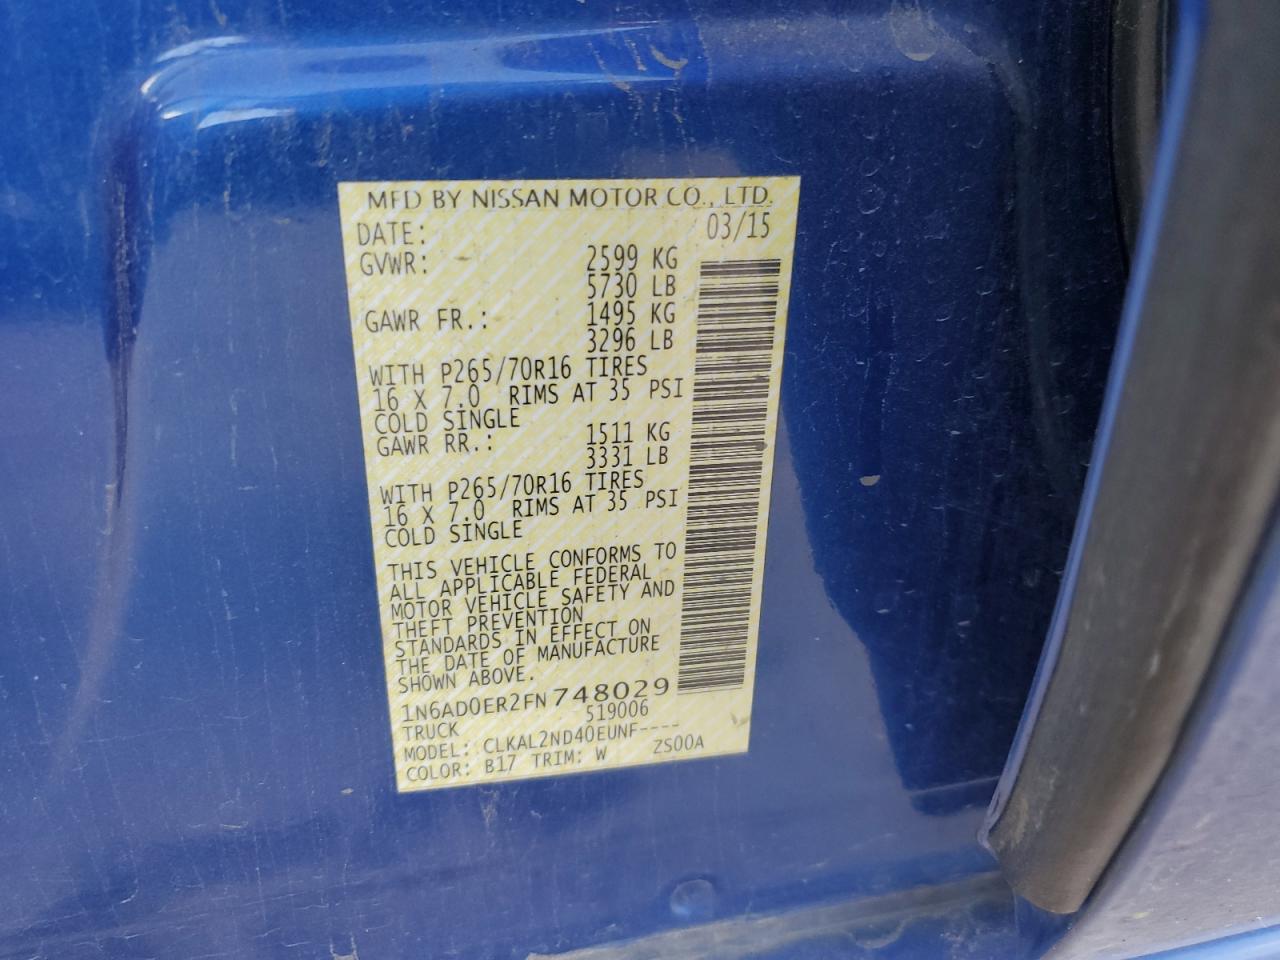 MFD BY NISSAN MOTOR CO., LTD.
DATE: 03/15
GVWR: 2599 KG
5730 LB
GAWR FR.: 1495 KG
3296 LB
WITH P265/70R16 TIRES
16 X 7.0 RIMS AT 35 PSI
COLD SINGLE
GAWR RR.: 1511 KG
3331 LB
WITH P265/70R16 TIRES
16 X 7.0 RIMS AT 35 PSI
COLD SINGLE
THIS VEHICLE CONFORMS TO
ALL APPLICABLE FEDERAL
MOTOR VEHICLE SAFETY AND
THEFT PREVENTION
STANDARDS IN EFFECT ON
THE DATE OF MANUFACTURE
SHOWN ABOVE.
1N6AD0ER2FN748029
TRUCK 519006
MODEL: CLKAL2ND40EUNF----
COLOR: B17 TRIM: W ZS00A